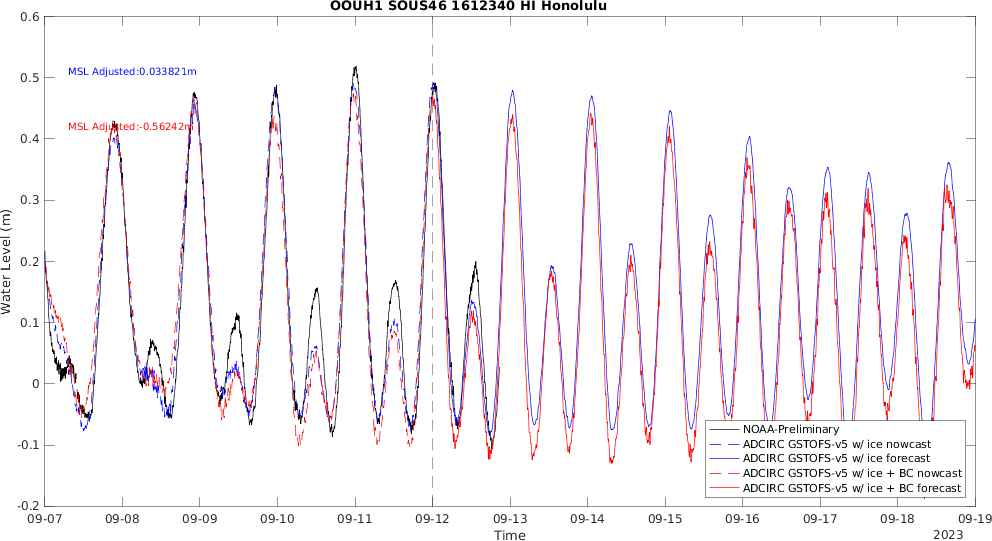 OOUH1 SOUS46 1612340 HI Honolulu
0.6
0.5
0.4
0.3
0.2
0.1
0
-0.1
-0.2
Water Level (m)
MSL Adjusted:0.033821m
MSL Adjusted:-0.56242m
NOAA-Preliminary
ADCIRC GSTOFS-v5 w/ ice nowcast
ADCIRC GSTOFS-v5 w/ ice forecast
ADCIRC GSTOFS-v5 w/ ice + BC nowcast
ADCIRC GSTOFS-v5 w/ ice + BC forecast
09-07 09-08 09-09 09-10 09-11 09-12 09-13 09-14 09-15 09-16 09-17 09-18 09-19
Time
2023